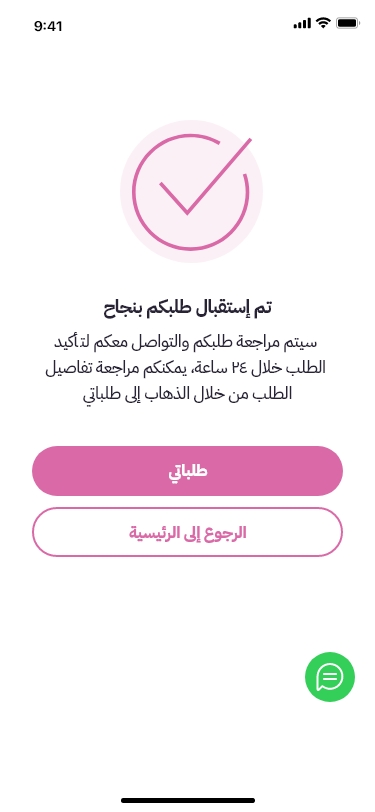 9:41
تم إستقبال طلبكم بنجاح
سيتم مراجعة طلبكم والتواصل معكم لتأكيد
الطلب خلال ٢٤ ساعة، يمكنكم مراجعة تفاصيل
الطلب من خلال الذهاب إلى طلباتي
طلباتي
الرجوع إلى الرئيسية